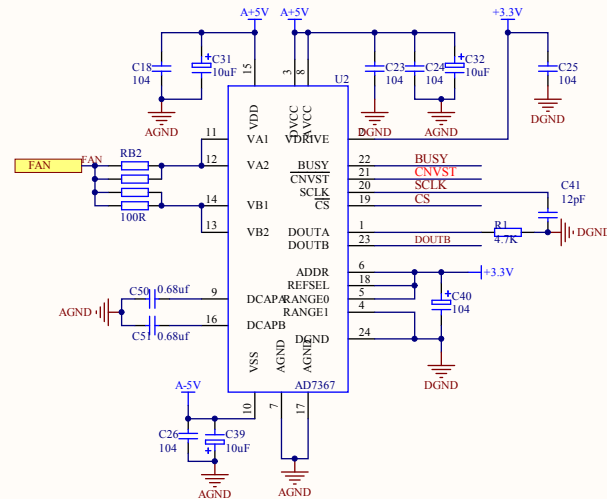 A+5V A+5V +3.3V
C18
104
C31
10uF
C23
104
C24
104
C32
10uF
C25
104
AGND DGND AGND DGND
U2
15 3 8
VDD DVCC AVCC
11 VA1 VDRIVE 2
FAN FAN RB2
12 VA2 BUSY 22 BUSY
CNVST 21 CNVST
SCLK 20 SCLK
14 VB1 CS 19 CS
100R
C41
12pF
13 VB2 DOUTA 1 R1
4.7K
DGND
DOUTB 23 DOUTB
ADDR 6 +3.3V
REFSEL 18
C50 0.68uf 9 DCAPA RANGE0 5
RANGE1 4
C40
104
AGND
C51 0.68uf 16 DCAPB
DGND 24
VSS AGND AGND
DGND
AD7367
A-5V
10 7 17
C26
104
C39
10uF
AGND AGND